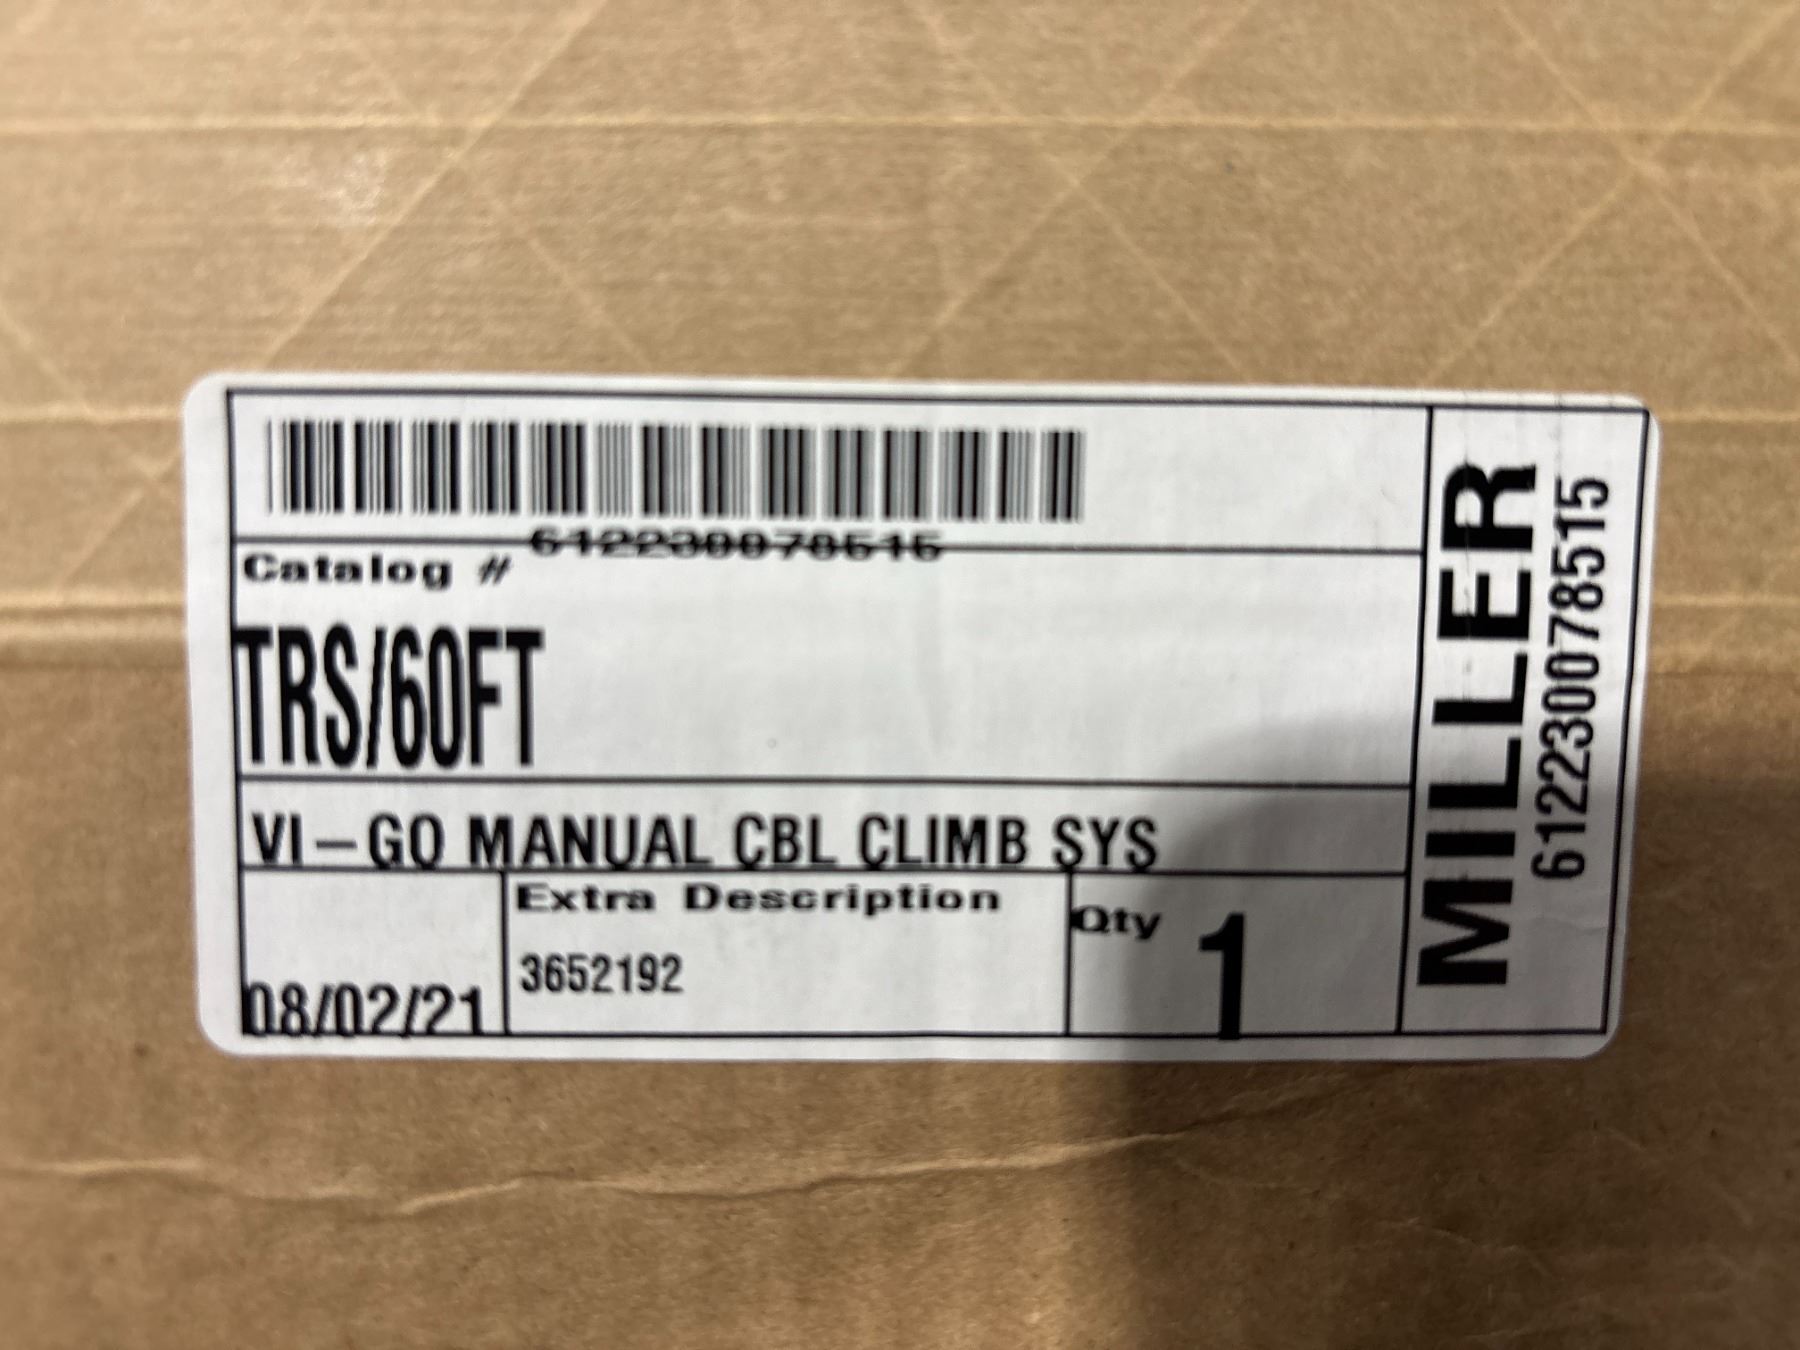 612230078515
Catalog #
TRS/60FT
VI-GO MANUAL CBL CLIMB SYS
08/02/21
Extra Description
3652192
Qty 1
MILLER
612230078515